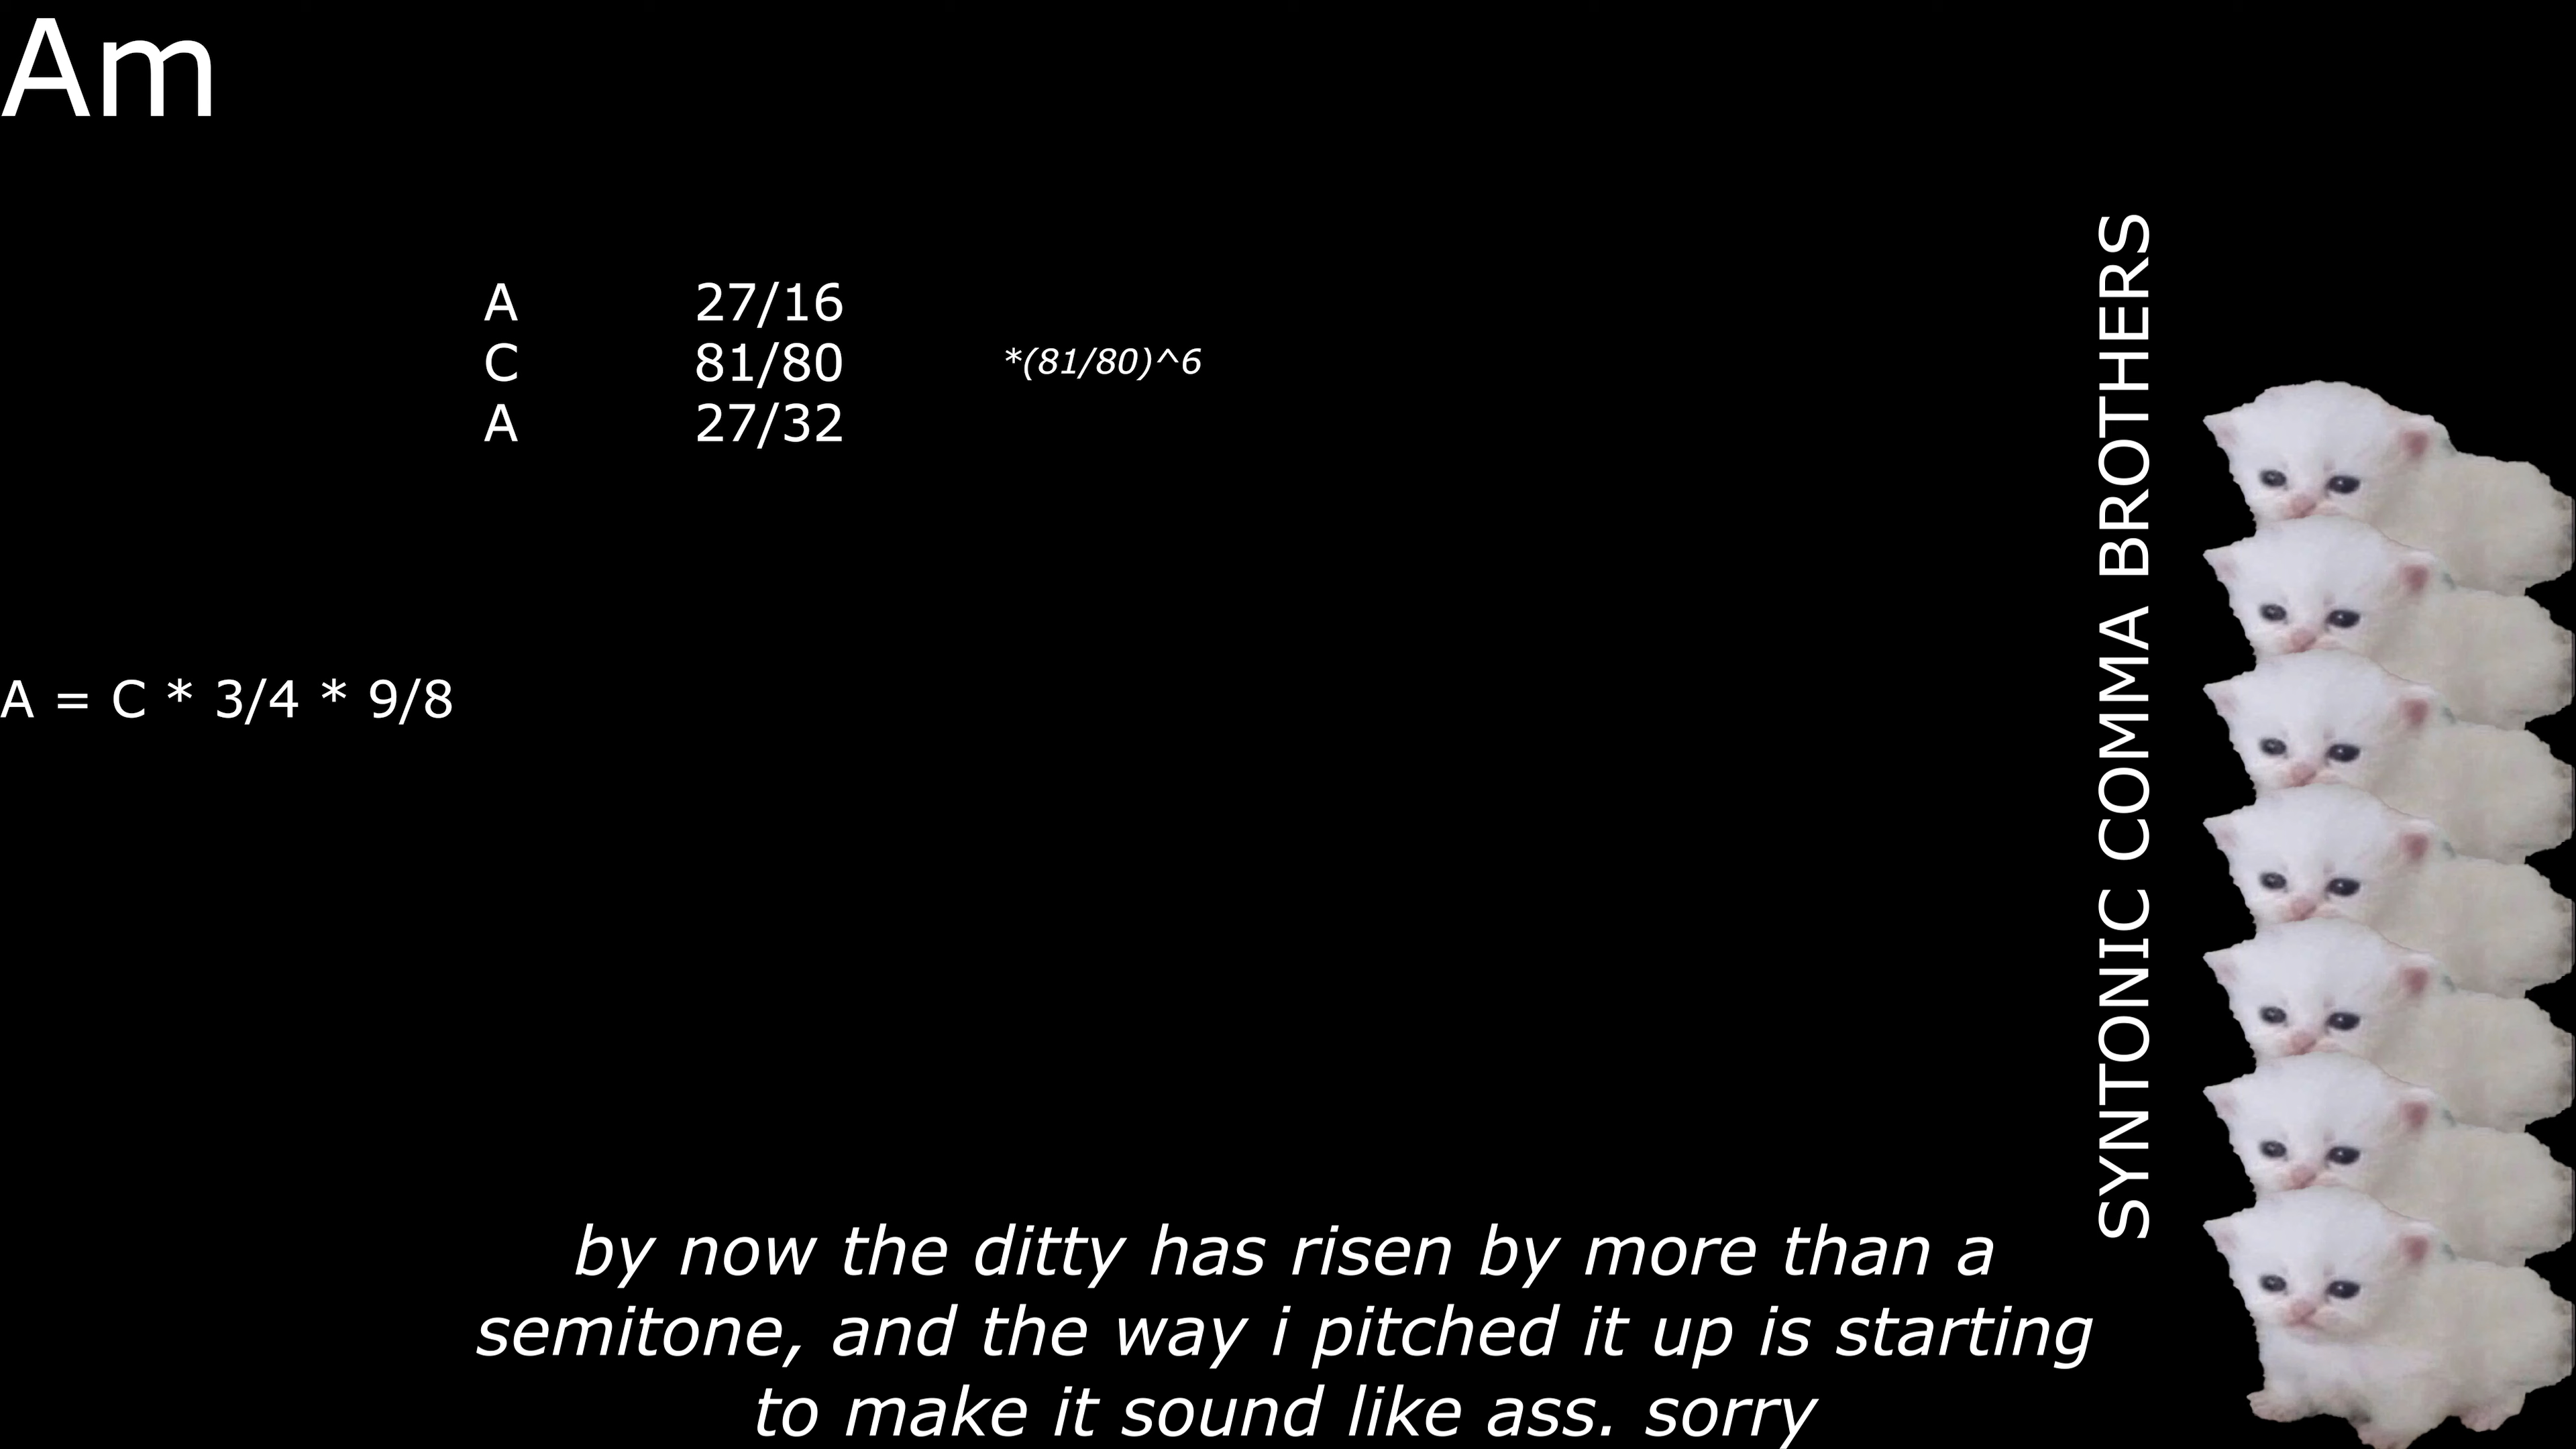 Am
A 27/16
C 81/80 *(81/80)^6
A 27/32
A = C * 3/4 * 9/8
SYNTONIC COMMA BROTHERS
by now the ditty has risen by more than a
semitone, and the way i pitched it up is starting
to make it sound like ass. sorry